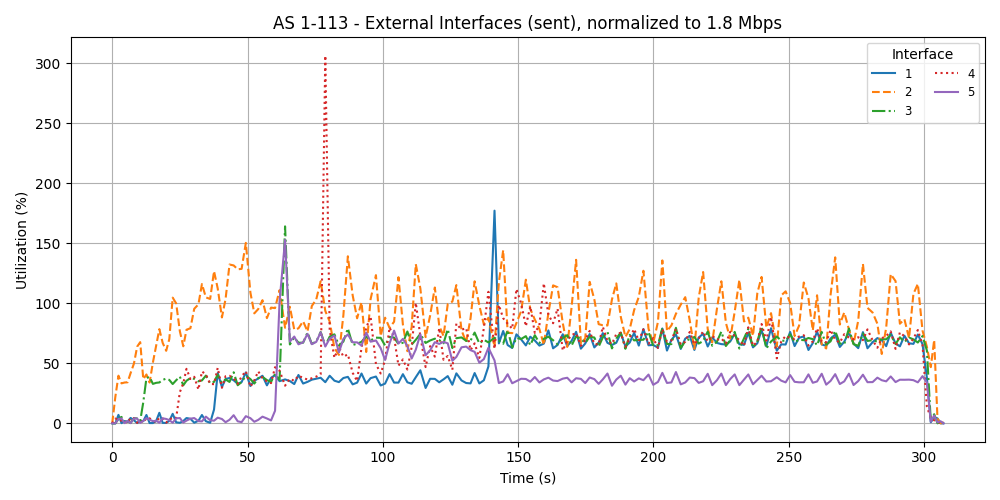 AS 1-113 - External Interfaces (sent), normalized to 1.8 Mbps
Utilization (%)
300
250
200
150
100
50
0
0 50 100 150 200 250 300
Time (s)
Interface
1 4
2 5
3